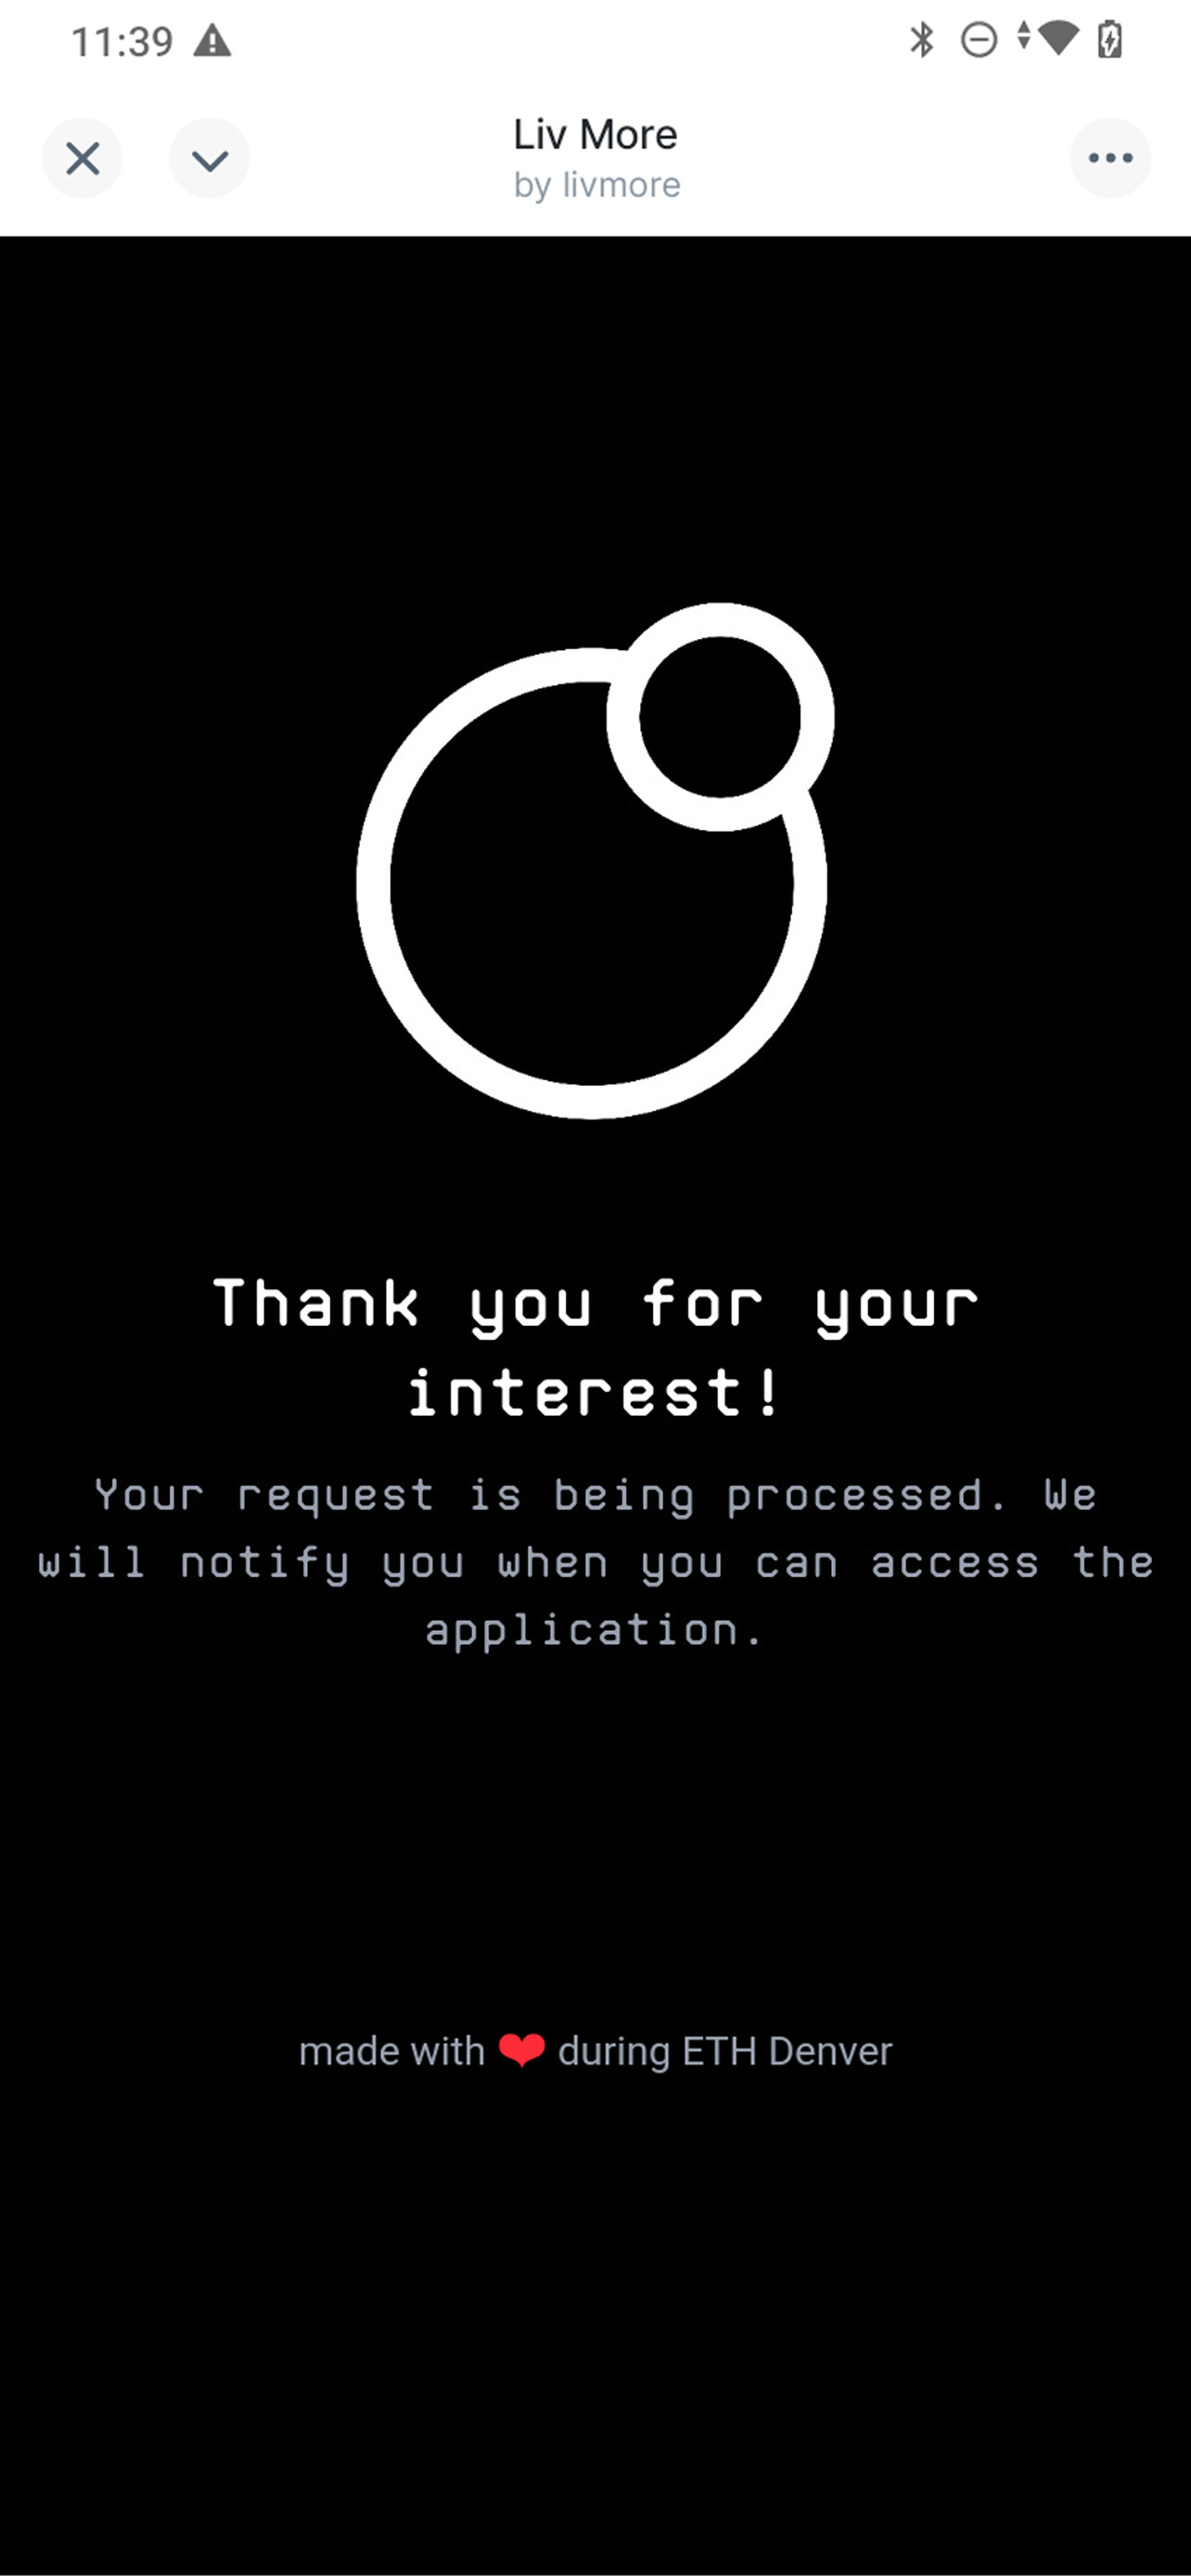 11:39
Liv More
by livmore
Thank you for your
interest!
Your request is being processed. We
will notify you when you can access the
application.
made with ❤ during ETH Denver